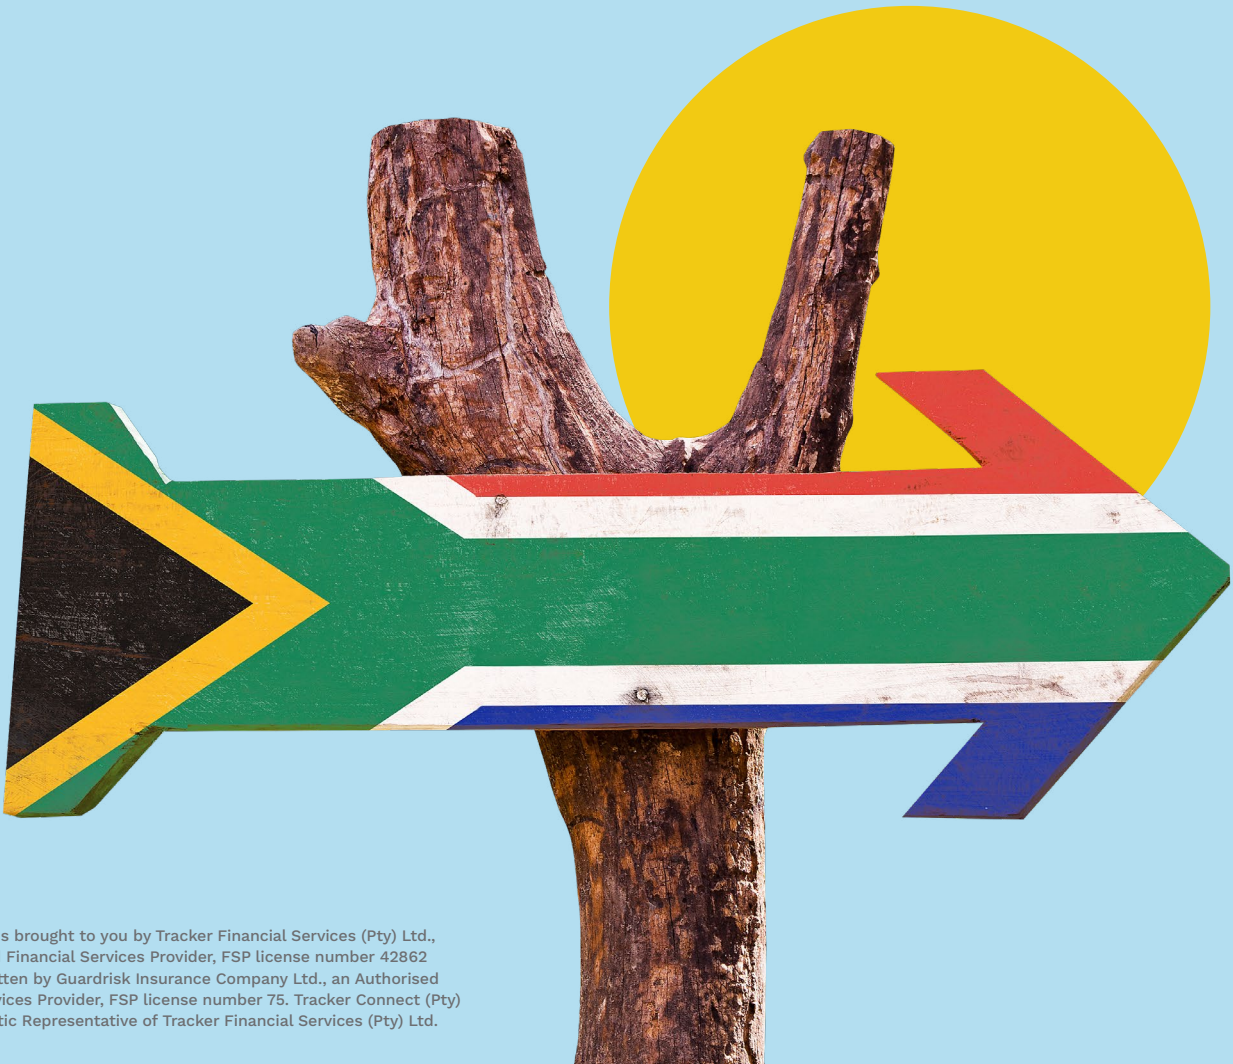 s brought to you by Tracker Financial Services (Pty) Ltd.,
Financial Services Provider, FSP license number 42862
tten by Guardrisk Insurance Company Ltd., an Authorised
vices Provider, FSP license number 75. Tracker Connect (Pty)
tic Representative of Tracker Financial Services (Pty) Ltd.